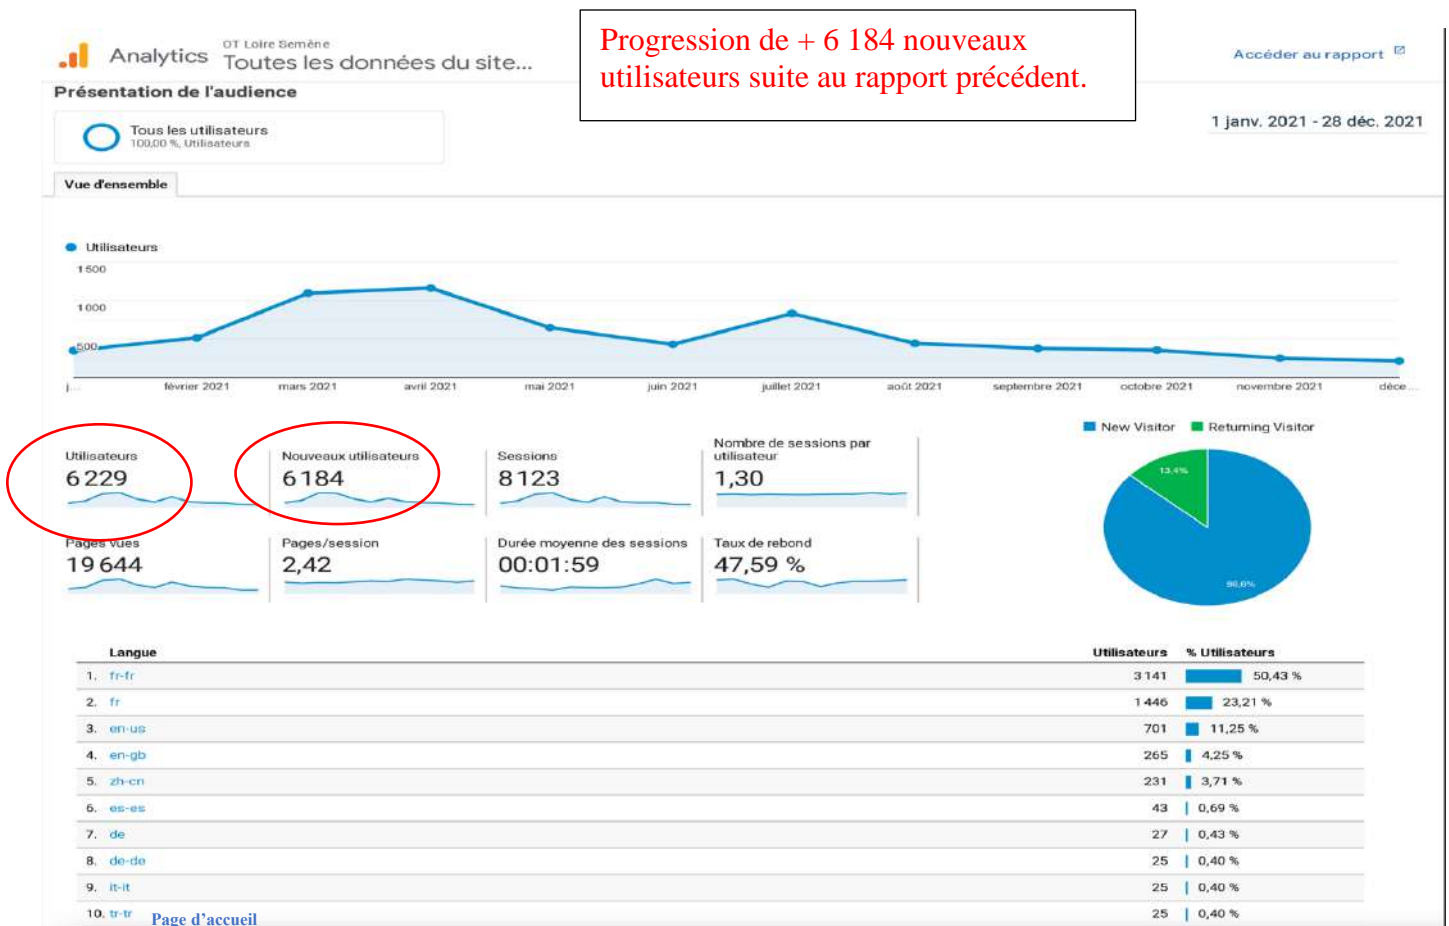 Analytics
OT Loire Semène
Toutes les données du site...
Progression de + 6 184 nouveaux
utilisateurs suite au rapport précédent.
Accéder au rapport
Présentation de l'audience
Tous les utilisateurs
100,00 %, Utilisateurs
1 janv. 2021 - 28 déc. 2021
Vue d'ensemble
Utilisateurs
1 500
1 000
500
j... février 2021 mars 2021 avril 2021 mai 2021 juin 2021 juillet 2021 août 2021 septembre 2021 octobre 2021 novembre 2021 déce...
New Visitor Returning Visitor
Utilisateurs
6 229
Nouveaux utilisateurs
6 184
Sessions
8 123
Nombre de sessions par
utilisateur
1,30
Pages vues
19 644
Pages/session
2,42
Durée moyenne des sessions
00:01:59
Taux de rebond
47,59 %
13,4%
86,6%
Langue Utilisateurs % Utilisateurs
1. fr-fr 3 141 50,43 %
2. fr 1 446 23,21 %
3. en-us 701 11,25 %
4. en-gb 265 4,25 %
5. zh-cn 231 3,71 %
6. es-es 43 0,69 %
7. de 27 0,43 %
8. de-de 25 0,40 %
9. it-it 25 0,40 %
10. tr-tr 25 0,40 %
Page d'accueil